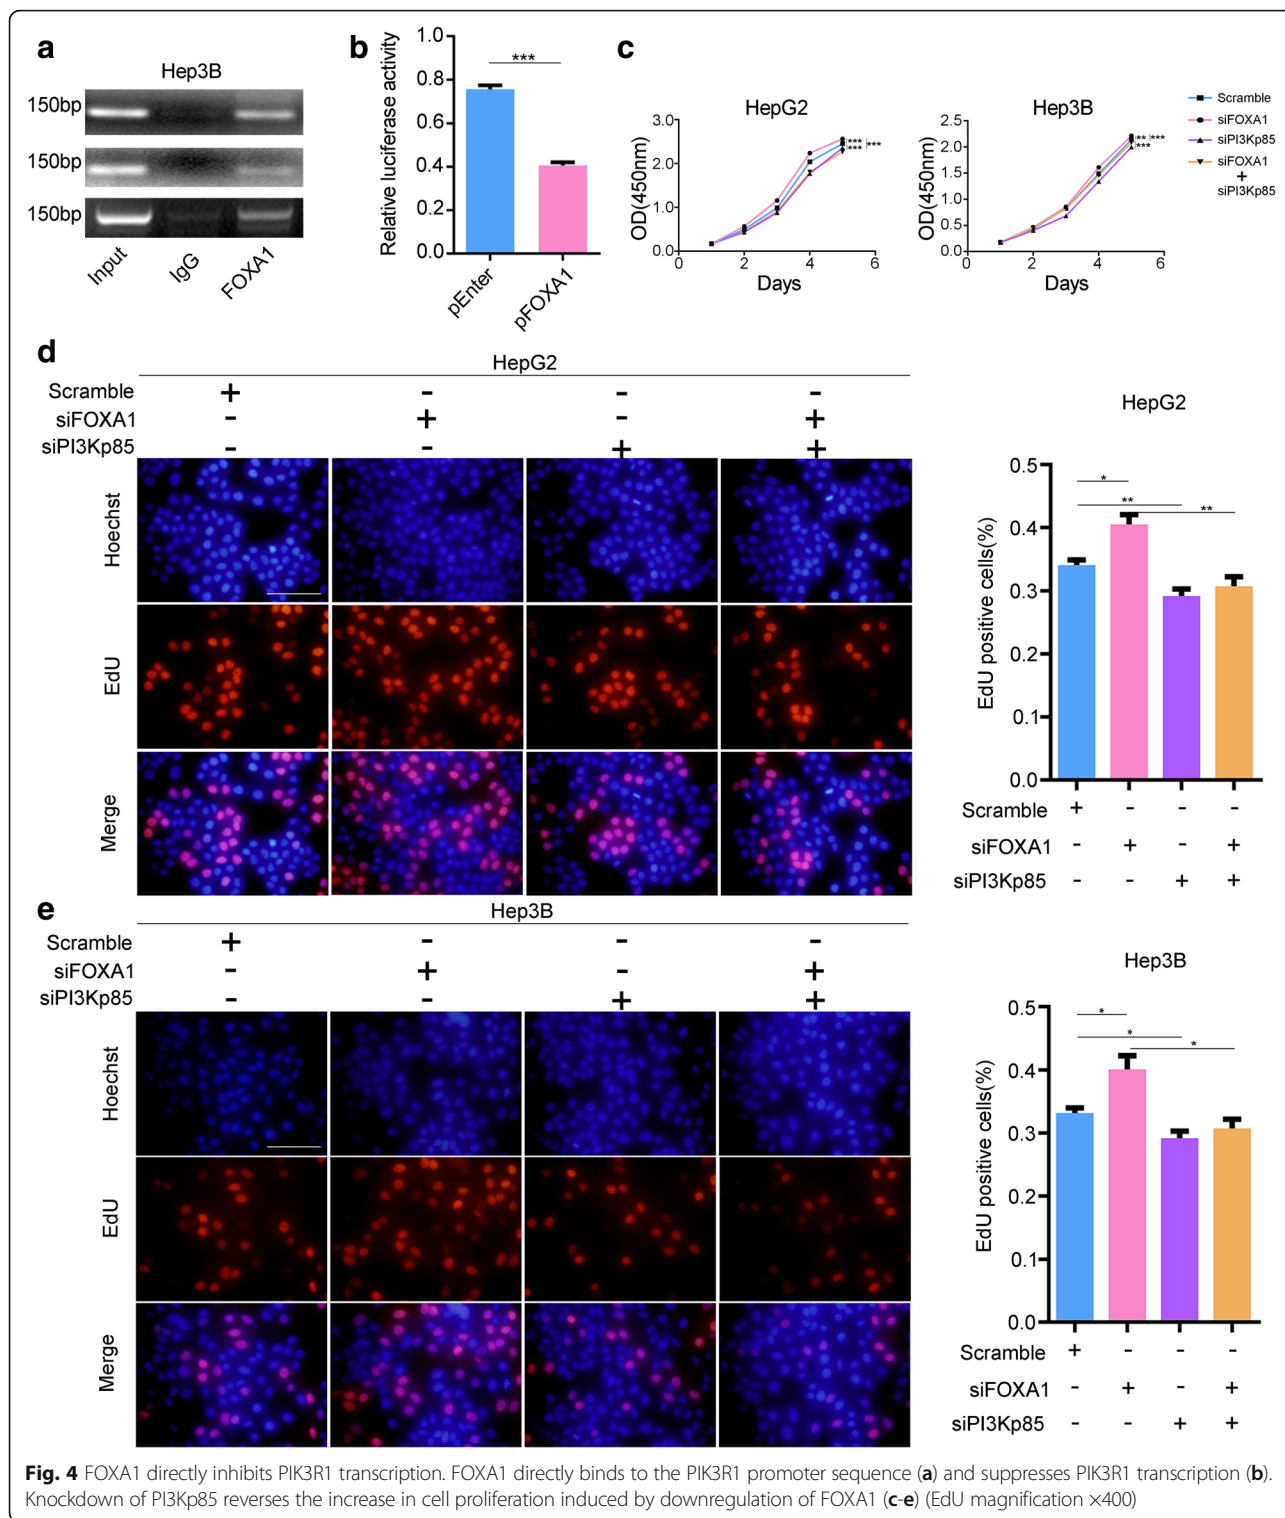 a
Hep3B
150bp
150bp
150bp
Input
IgG
FOXA1
b
Relative luciferase activity
1.0
0.8
0.6
0.4
0.2
0.0
***
pEnter
pFOXA1
c
HepG2
OD(450nm)
3.0
2.0
1.0
0.0
0 2 4 6
Days
***
***
***
Hep3B
OD(450nm)
2.5
2.0
1.5
1.0
0.5
0.0
0 2 4 6
Days
** ***
***
Scramble
siFOXA1
siPI3Kp85
siFOXA1
+
siPI3Kp85
d
HepG2
Scramble + - - -
siFOXA1 - + - +
siPI3Kp85 - - + +
Hoechst
EdU
Merge
HepG2
EdU positive cells(%)
0.5
0.4
0.3
0.2
0.1
0.0
*
**
**
Scramble + - - -
siFOXA1 - + - +
siPI3Kp85 - - + +
e
Hep3B
Scramble + - - -
siFOXA1 - + - +
siPI3Kp85 - - + +
Hoechst
EdU
Merge
Hep3B
EdU positive cells(%)
0.5
0.4
0.3
0.2
0.1
0.0
*
*
*
Scramble + - - -
siFOXA1 - + - +
siPI3Kp85 - - + +
Fig. 4 FOXA1 directly inhibits PIK3R1 transcription. FOXA1 directly binds to the PIK3R1 promoter sequence (a) and suppresses PIK3R1 transcription (b).
Knockdown of PI3Kp85 reverses the increase in cell proliferation induced by downregulation of FOXA1 (c-e) (EdU magnification ×400)